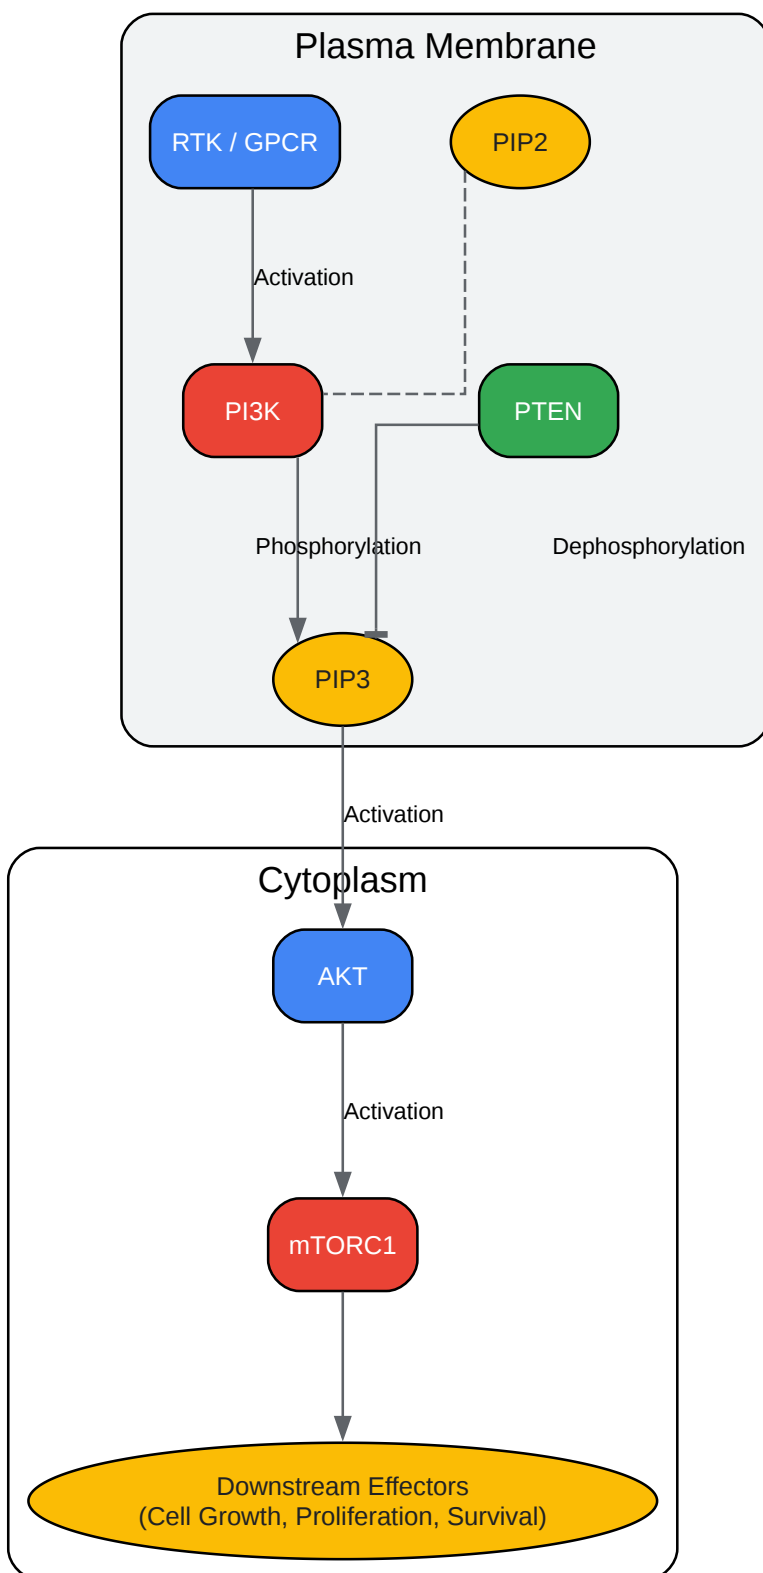 Plasma Membrane
RTK / GPCR
PIP2
Activation
PI3K
PTEN
Phosphorylation
Dephosphorylation
PIP3
Activation
Cytoplasm
AKT
Activation
mTORC1
Downstream Effectors
(Cell Growth, Proliferation, Survival)